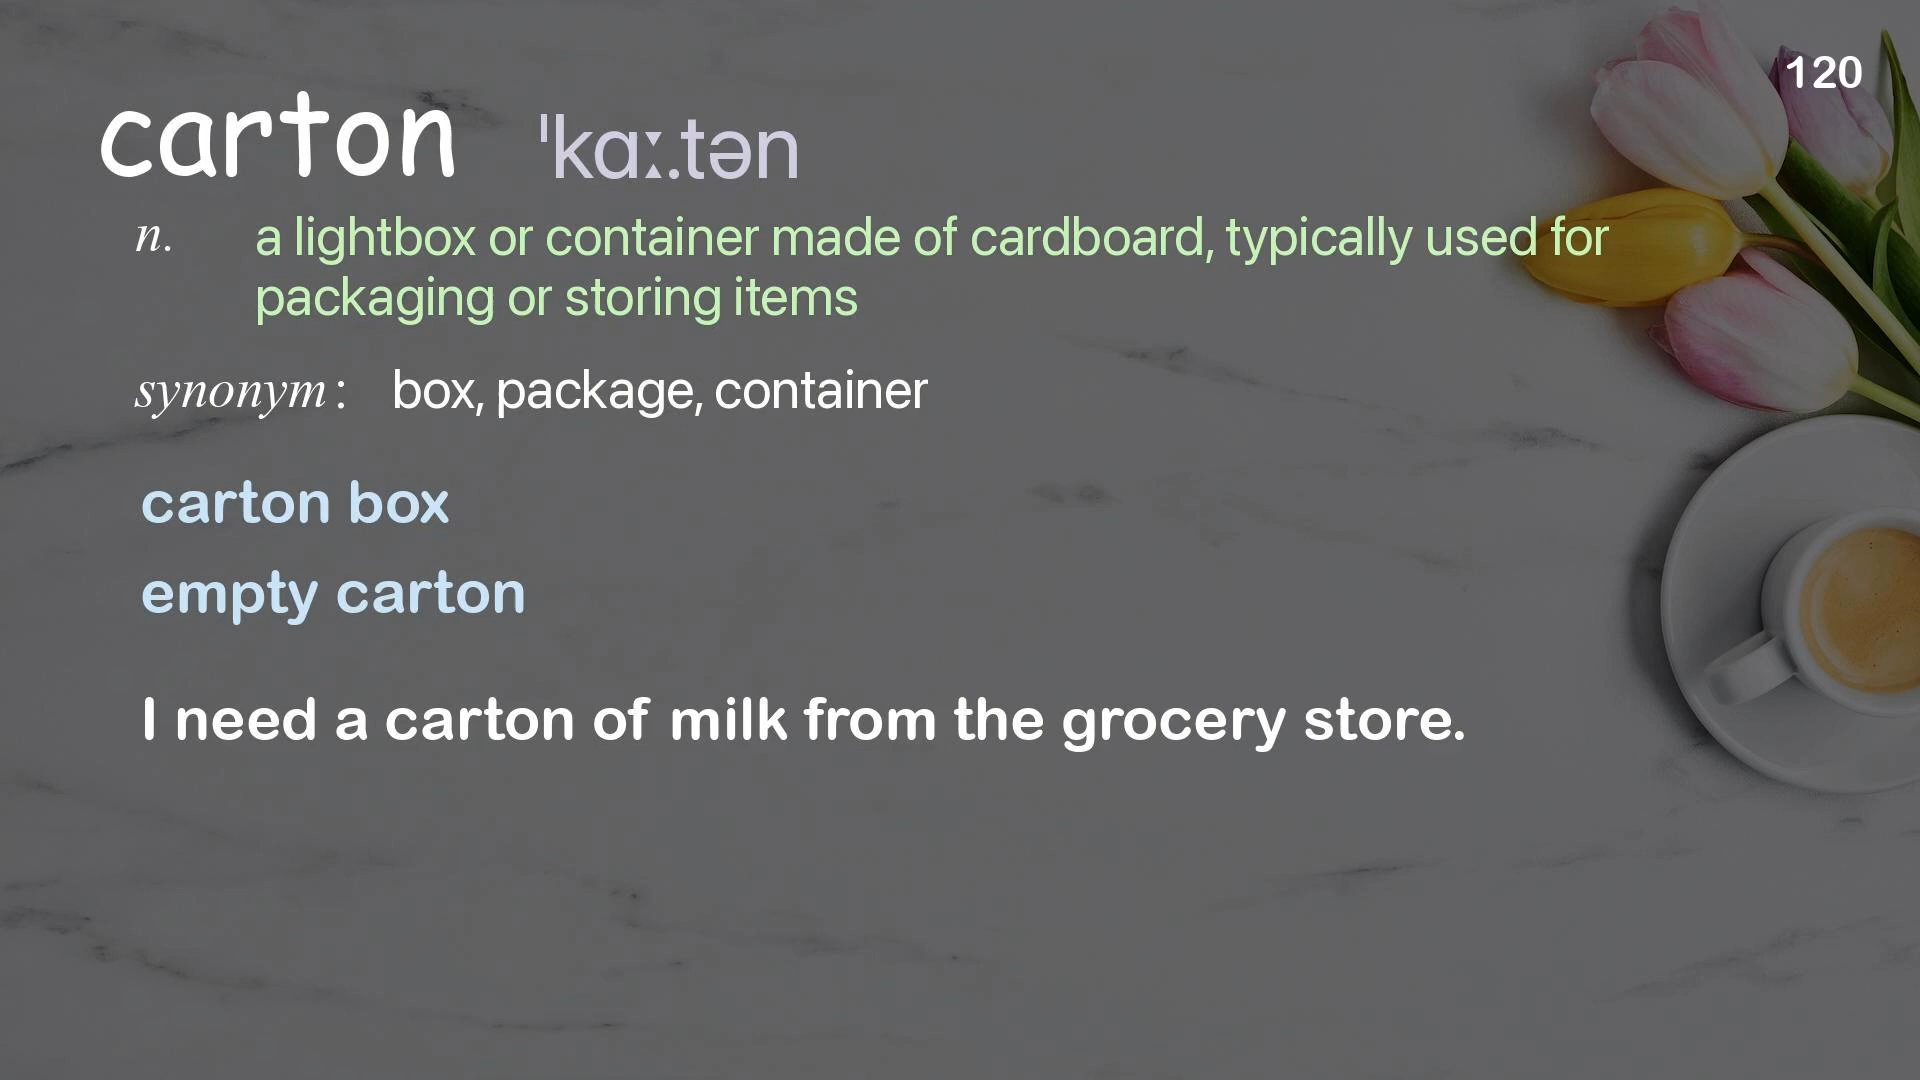 120
carton ˈkɑː.tən
n. a lightbox or container made of cardboard, typically used for
packaging or storing items
synonym: box, package, container
carton box
empty carton
I need a carton of milk from the grocery store.